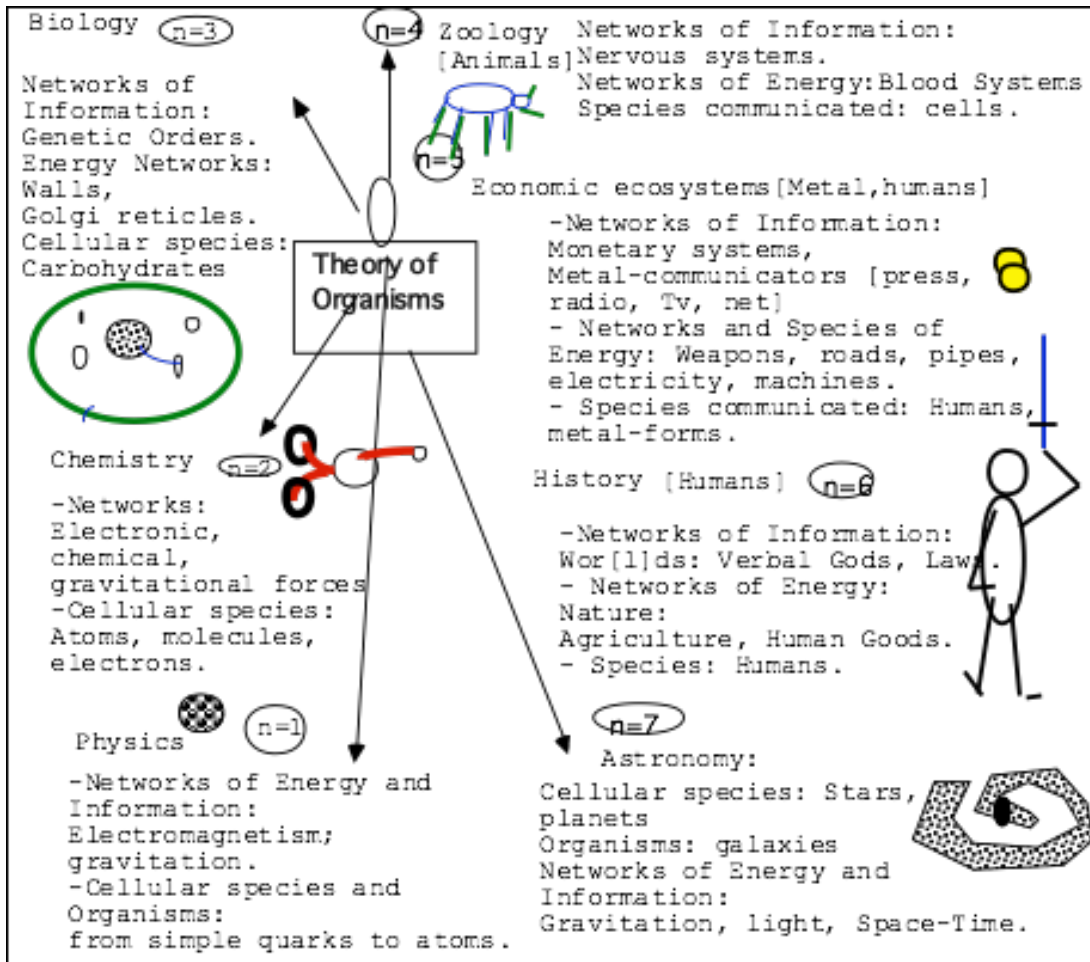 Biology n=3
Networks of
Information:
Genetic Orders.
Energy Networks:
Walls,
Golgi reticles.
Cellular species:
Carbohydrates
n=4 Zoology
[Animals]
Networks of Information:
Nervous systems.
Networks of Energy:Blood Systems
Species communicated: cells.
n=5
Economic ecosystems[Metal,humans]
-Networks of Information:
Monetary systems,
Metal-communicators [press,
radio, Tv, net]
- Networks and Species of
Energy: Weapons, roads, pipes,
electricity, machines.
- Species communicated: Humans,
metal-forms.
Theory of
Organisms
Chemistry n=2
-Networks:
Electronic,
chemical,
gravitational forces
-Cellular species:
Atoms, molecules,
electrons.
History [Humans] n=6
-Networks of Information:
Wor[l]ds: Verbal Gods, Laws.
- Networks of Energy:
Nature:
Agriculture, Human Goods.
- Species: Humans.
Physics n=1
-Networks of Energy and
Information:
Electromagnetism;
gravitation.
-Cellular species and
Organisms:
from simple quarks to atoms.
n=7
Astronomy:
Cellular species: Stars,
planets
Organisms: galaxies
Networks of Energy and
Information:
Gravitation, light, Space-Time.